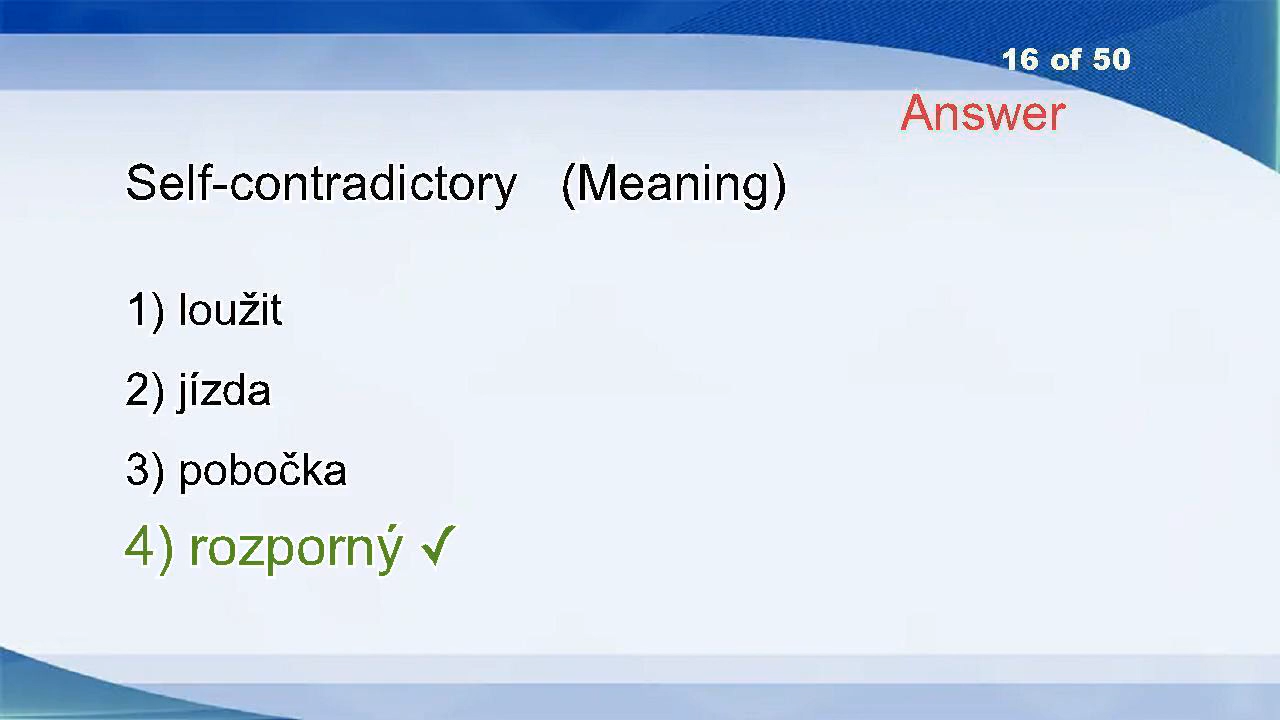 16 of 50
Answer
Self-contradictory (Meaning)
1) loužit
2) jízda
3) pobočka
4) rozporný ✓